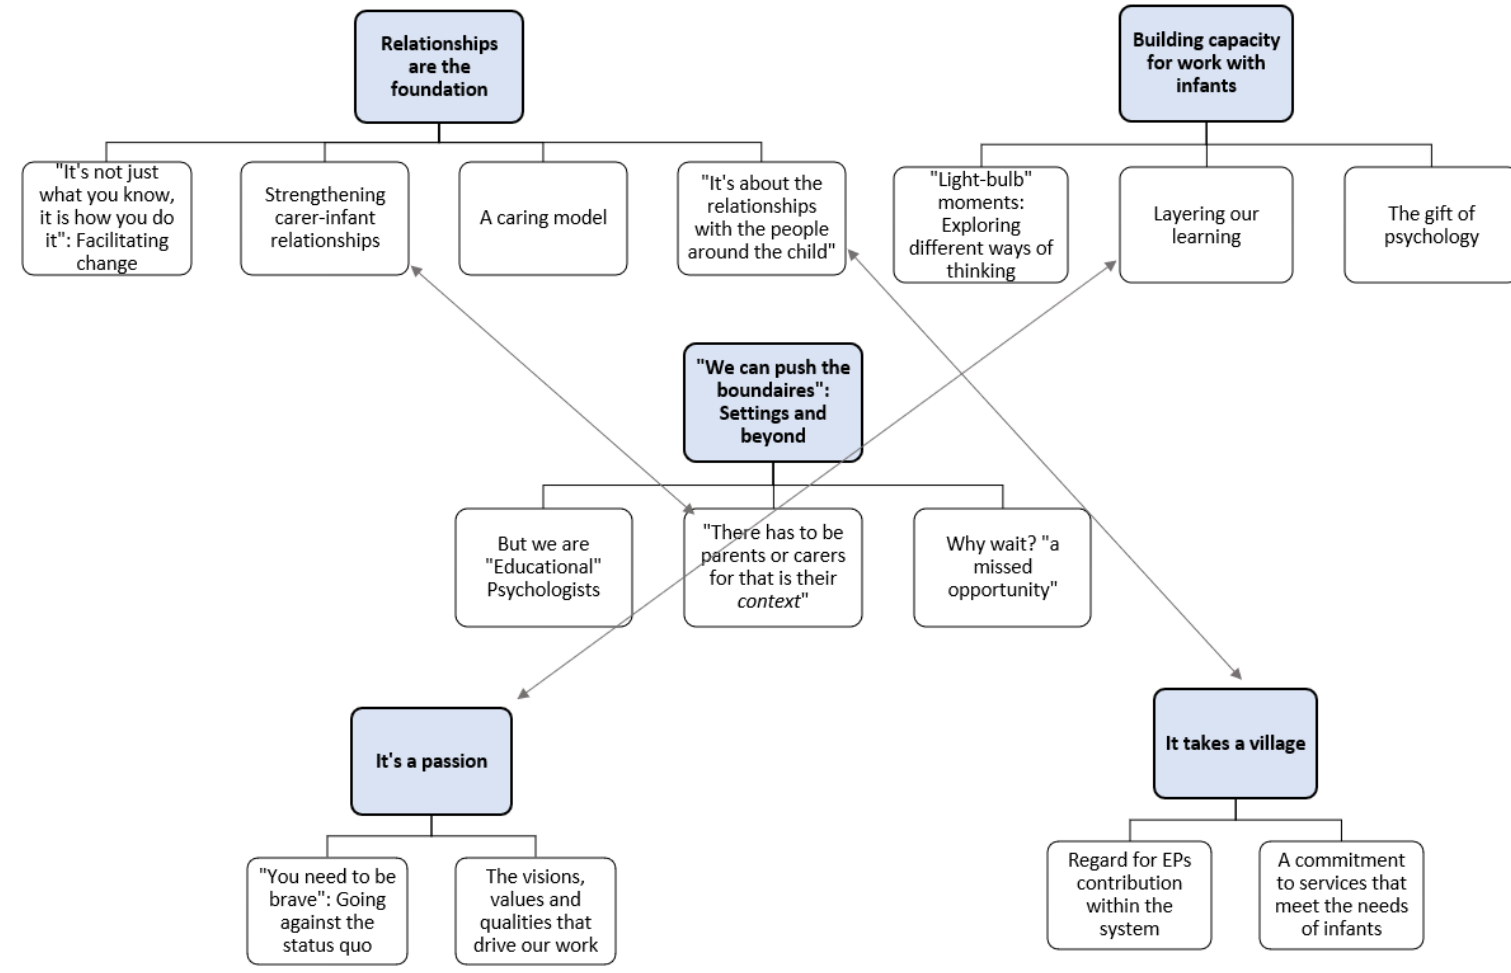 Relationships
are the
foundation
Building capacity
for work with
infants
"It's not just
what you know,
it is how you do
it": Facilitating
change
Strengthening
carer-infant
relationships
A caring model
"It's about the
relationships
with the people
around the child"
"Light-bulb"
moments:
Exploring
different ways of
thinking
Layering our
learning
The gift of
psychology
"We can push the
boundaires":
Settings and
beyond
But we are
"Educational"
Psychologists
"There has to be
parents or carers
for that is their
context"
Why wait? "a
missed
opportunity"
It's a passion
It takes a village
"You need to be
brave": Going
against the
status quo
The visions,
values and
qualities that
drive our work
Regard for EPs
contribution
within the
system
A commitment
to services that
meet the needs
of infants